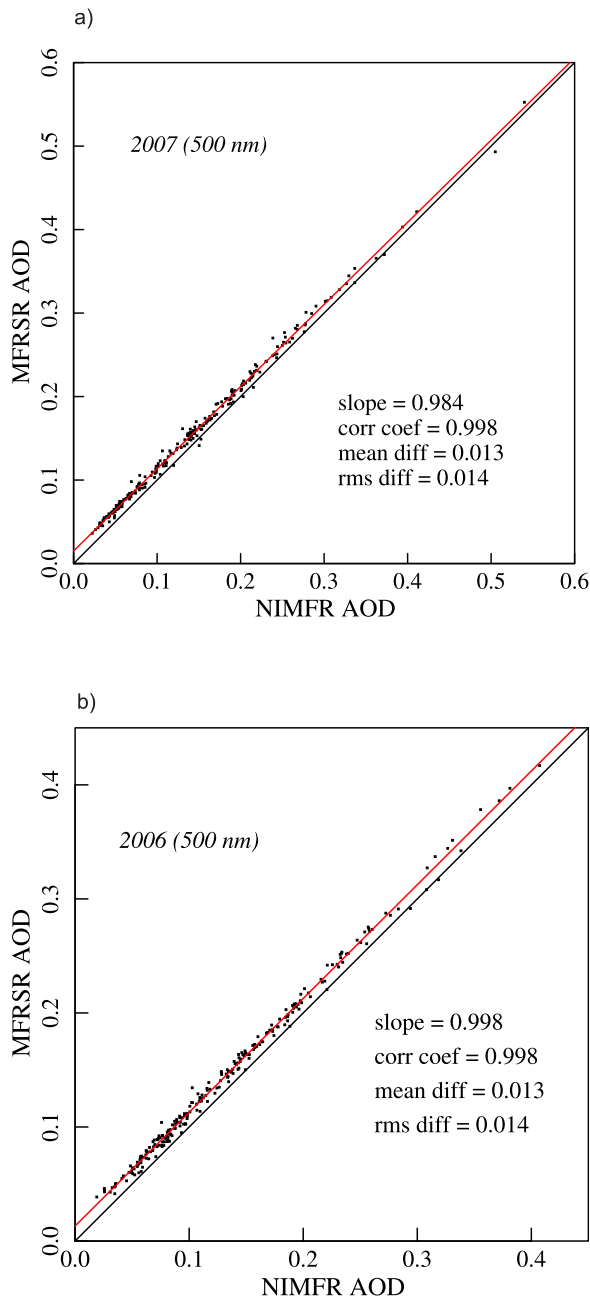 a)
0.6
0.5
0.4
0.3
0.2
0.1
0.0
MFRSR AOD
2007 (500 nm)
slope = 0.984
corr coef = 0.998
mean diff = 0.013
rms diff = 0.014
0.0 0.1 0.2 0.3 0.4 0.5 0.6
NIMFR AOD
b)
0.4
0.3
0.2
0.1
0.0
MFRSR AOD
2006 (500 nm)
slope = 0.998
corr coef = 0.998
mean diff = 0.013
rms diff = 0.014
0.0 0.1 0.2 0.3 0.4
NIMFR AOD